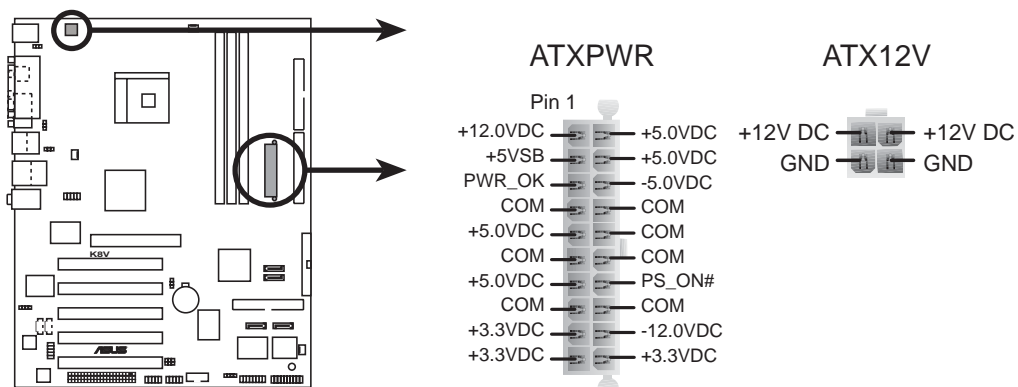 ATXPWR
ATX12V
Pin 1
+12.0VDC +5.0VDC
+5VSB +5.0VDC
PWR_OK -5.0VDC
COM COM
+5.0VDC COM
COM COM
+5.0VDC PS_ON#
COM COM
+3.3VDC -12.0VDC
+3.3VDC +3.3VDC
+12V DC +12V DC
GND GND
K8V
ASUS